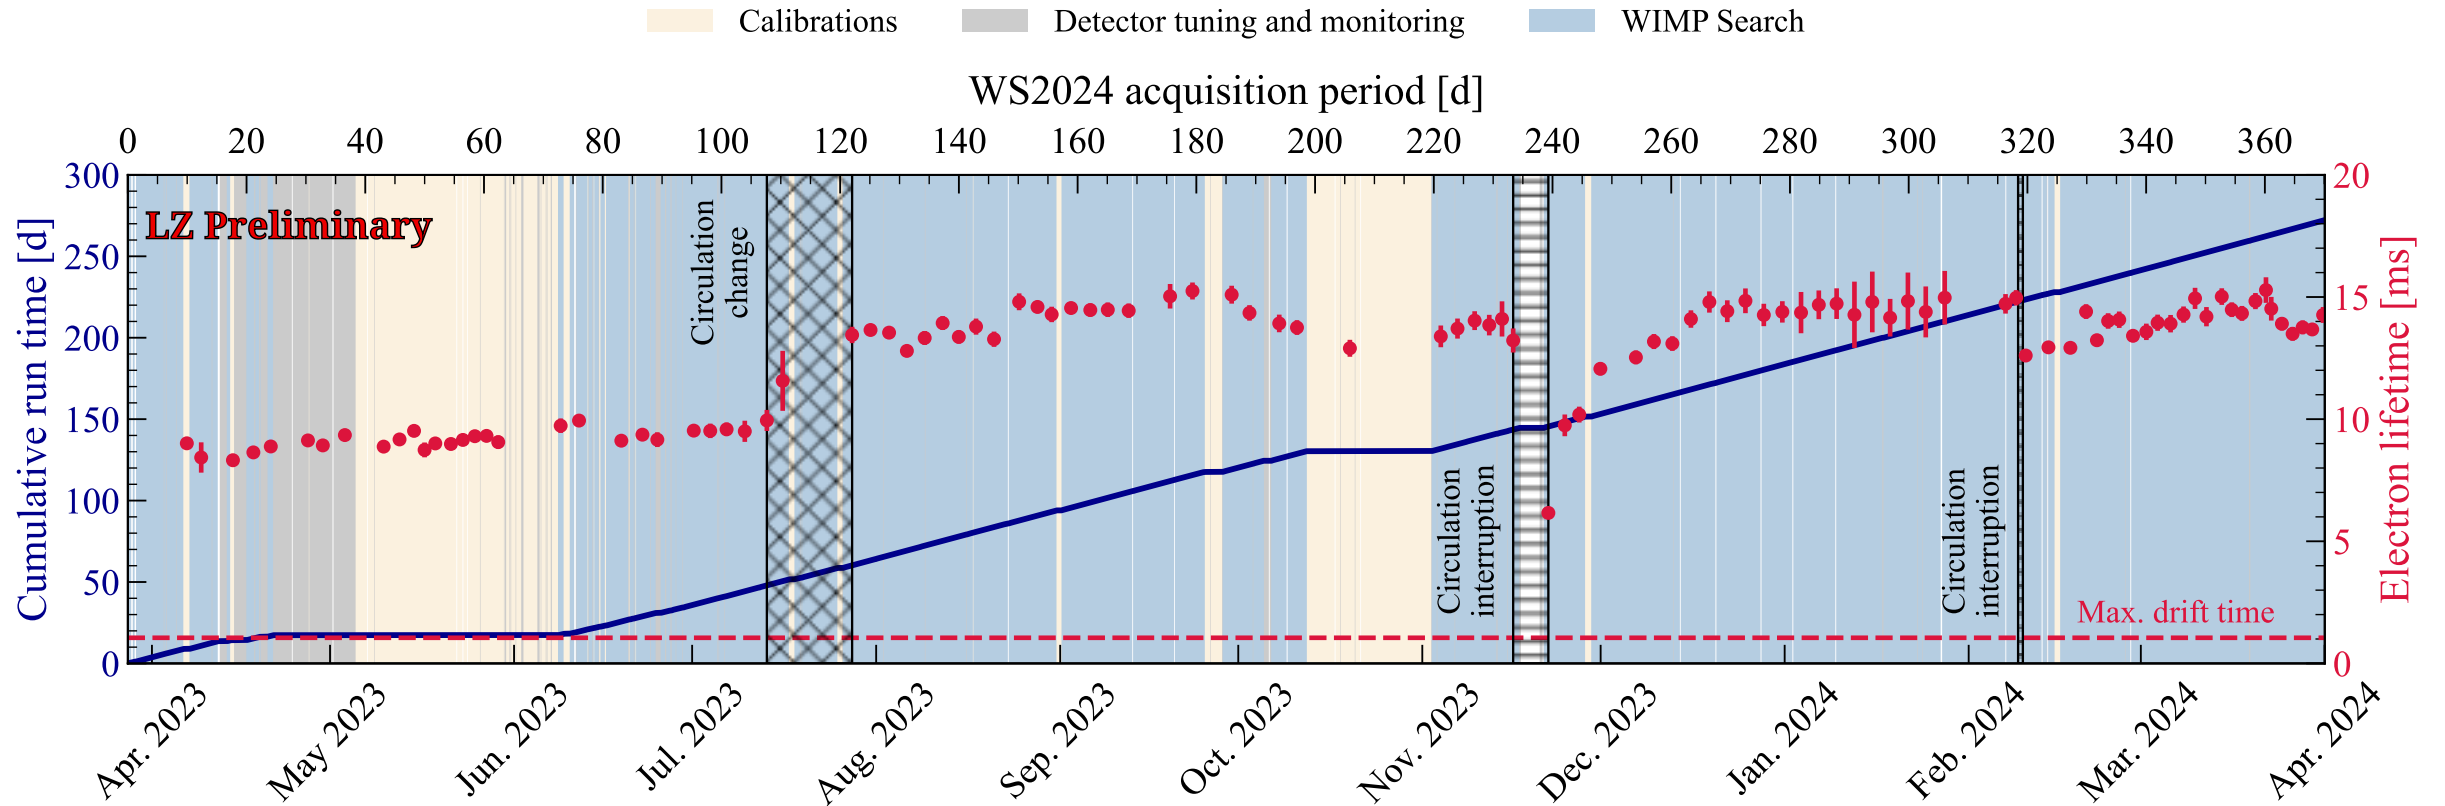 Calibrations Detector tuning and monitoring WIMP Search
WS2024 acquisition period [d]
0 20 40 60 80 100 120 140 160 180 200 220 240 260 280 300 320 340 360
300
250
200
150
100
50
0
Cumulative run time [d]
LZ Preliminary
Circulation
change
Circulation
interruption
Circulation
interruption
Max. drift time
20
15
10
5
0
Electron lifetime [ms]
Apr. 2023
May 2023
Jun. 2023
Jul. 2023
Aug. 2023
Sep. 2023
Oct. 2023
Nov. 2023
Dec. 2023
Jan. 2024
Feb. 2024
Mar. 2024
Apr. 2024